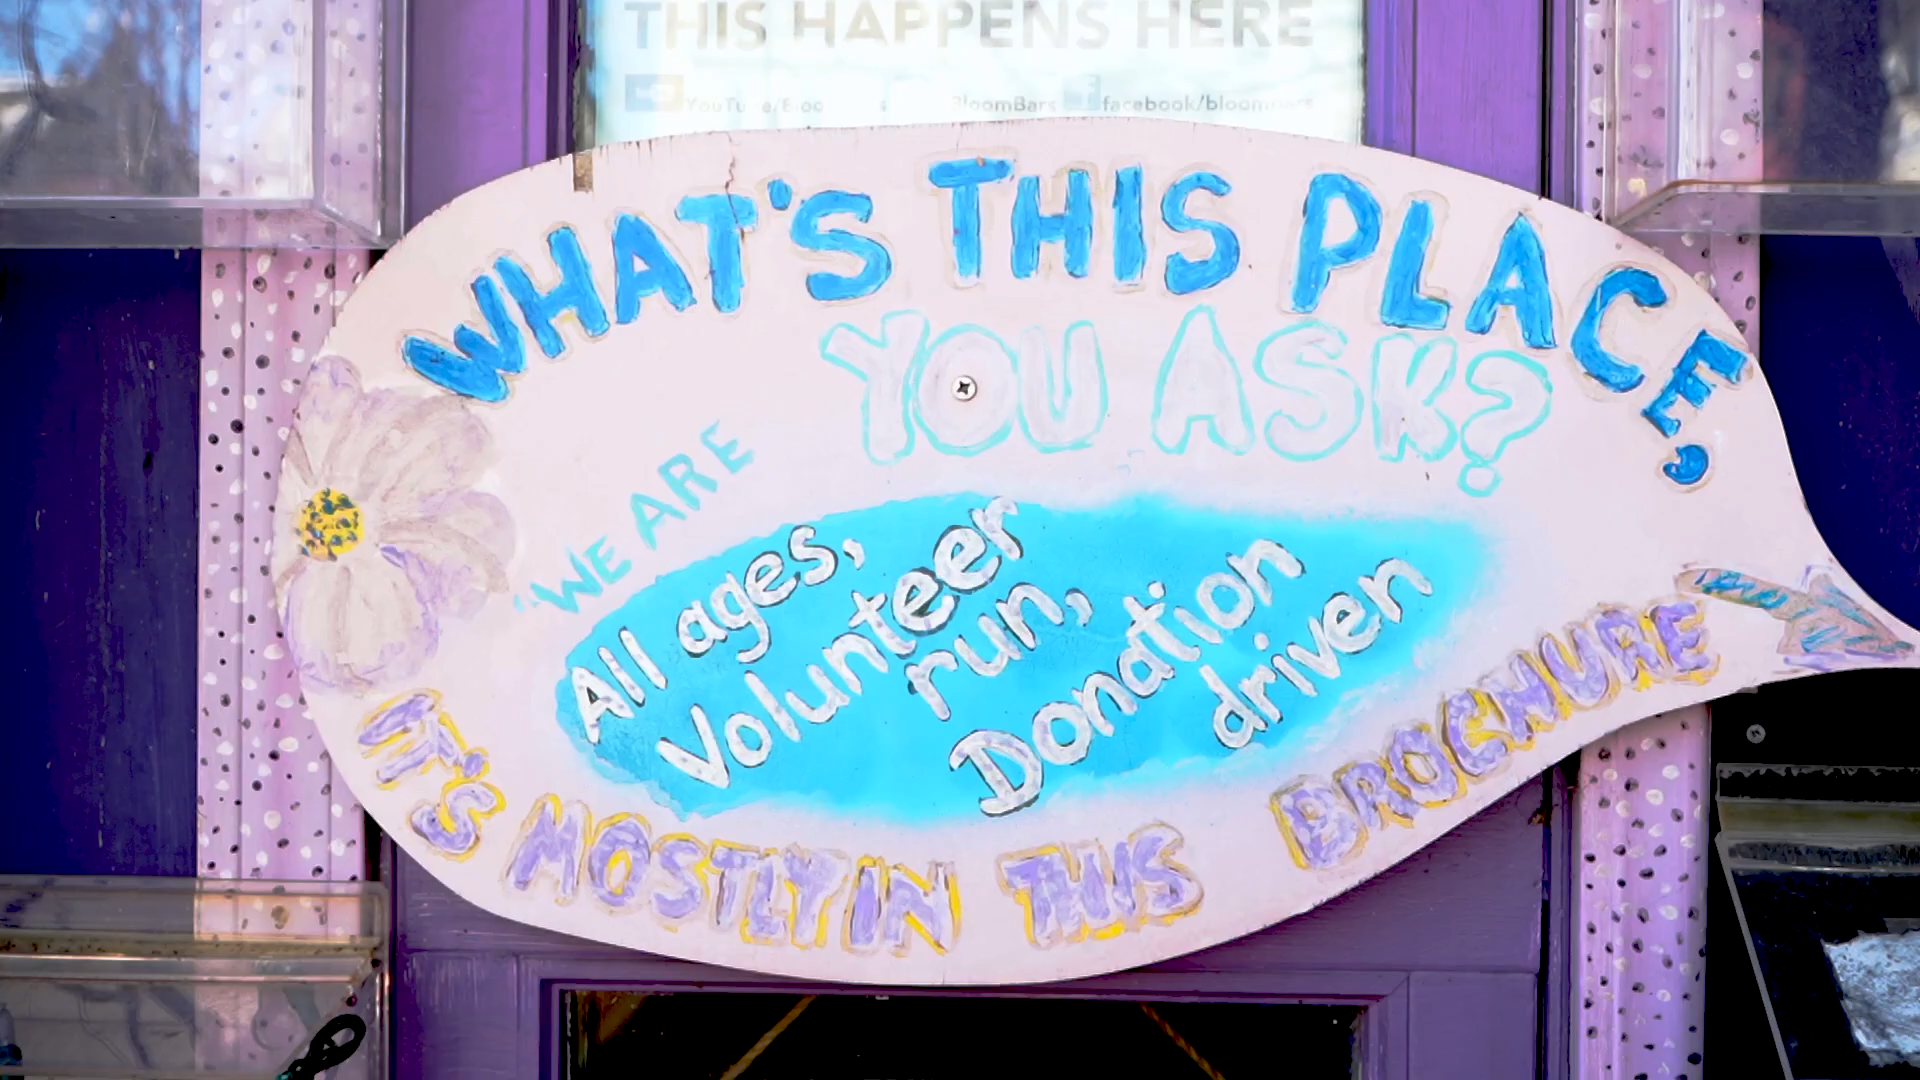 THIS HAPPENS HERE
BloomBars facebook/bloombars
WHAT'S THIS PLACE,
YOU ASK?
"WE ARE
All ages,
Volunteer
run,
Donation
driven
IT'S MOSTLY IN THIS BROCHURE